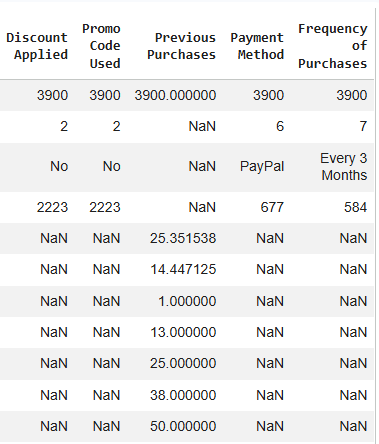 Discount Applied Promo Code Used Previous Purchases Payment Method Frequency of Purchases
3900 3900 3900.000000 3900 3900
2 2 NaN 6 7
No No NaN PayPal Every 3 Months
2223 2223 NaN 677 584
NaN NaN 25.351538 NaN NaN
NaN NaN 14.447125 NaN NaN
NaN NaN 1.000000 NaN NaN
NaN NaN 13.000000 NaN NaN
NaN NaN 25.000000 NaN NaN
NaN NaN 38.000000 NaN NaN
NaN NaN 50.000000 NaN NaN